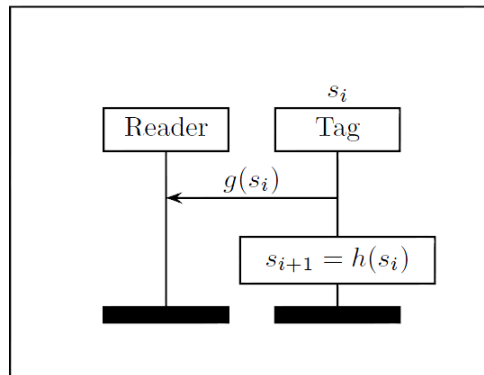 s_i
Reader Tag
g(s_i)
s_{i+1} = h(s_i)